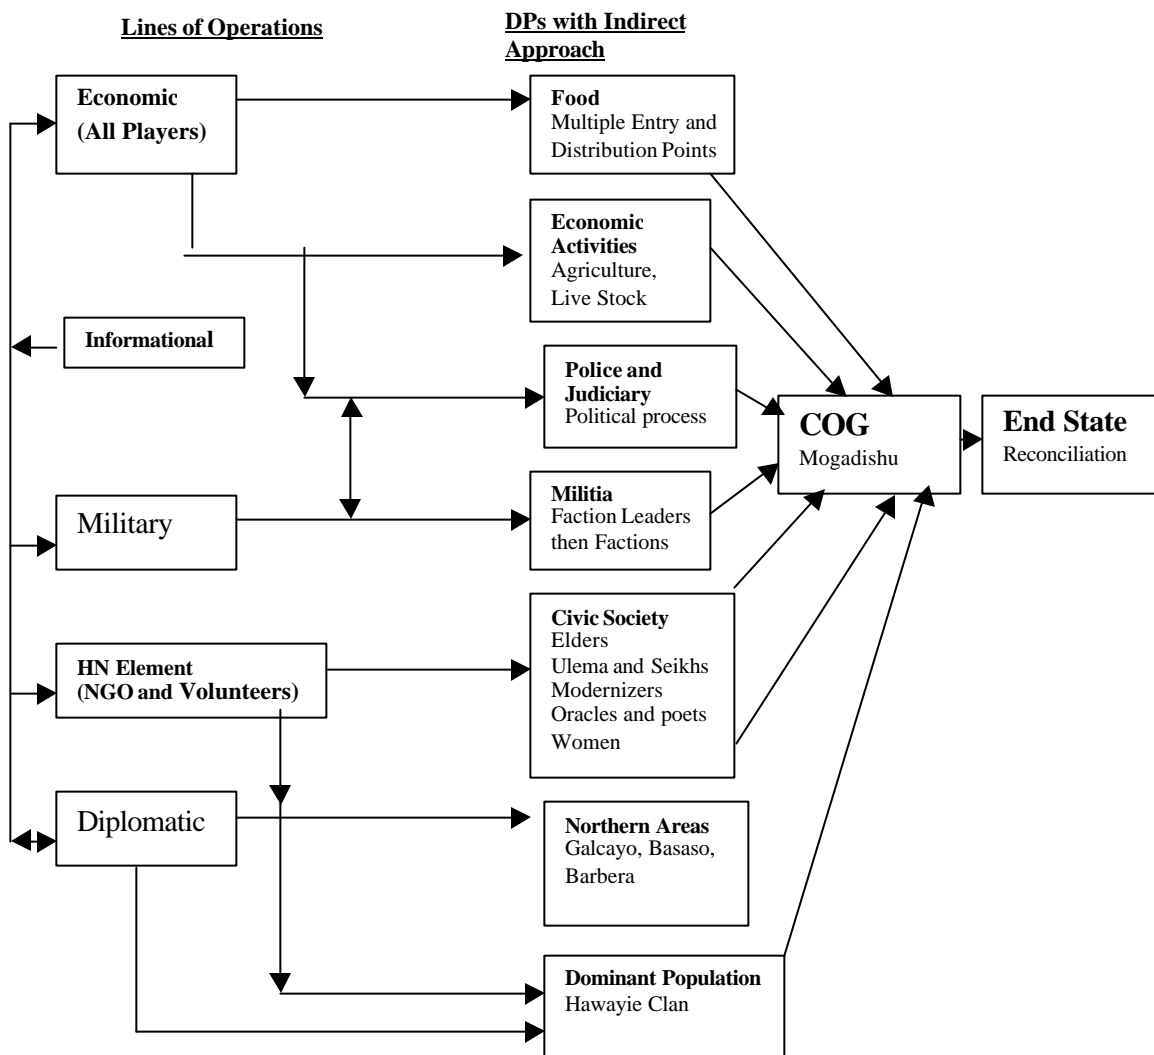 Lines of Operations
DPs with Indirect
Approach
Economic
(All Players)
Food
Multiple Entry and
Distribution Points
Economic
Activities
Agriculture,
Live Stock
Informational
Police and
Judiciary
Political process
COG
Mogadishu
End State
Reconciliation
Military
Militia
Faction Leaders
then Factions
HN Element
(NGO and Volunteers)
Civic Society
Elders
Ulema and Seikhs
Modernizers
Oracles and poets
Women
Diplomatic
Northern Areas
Galcayo, Basaso,
Barbera
Dominant Population
Hawayie Clan